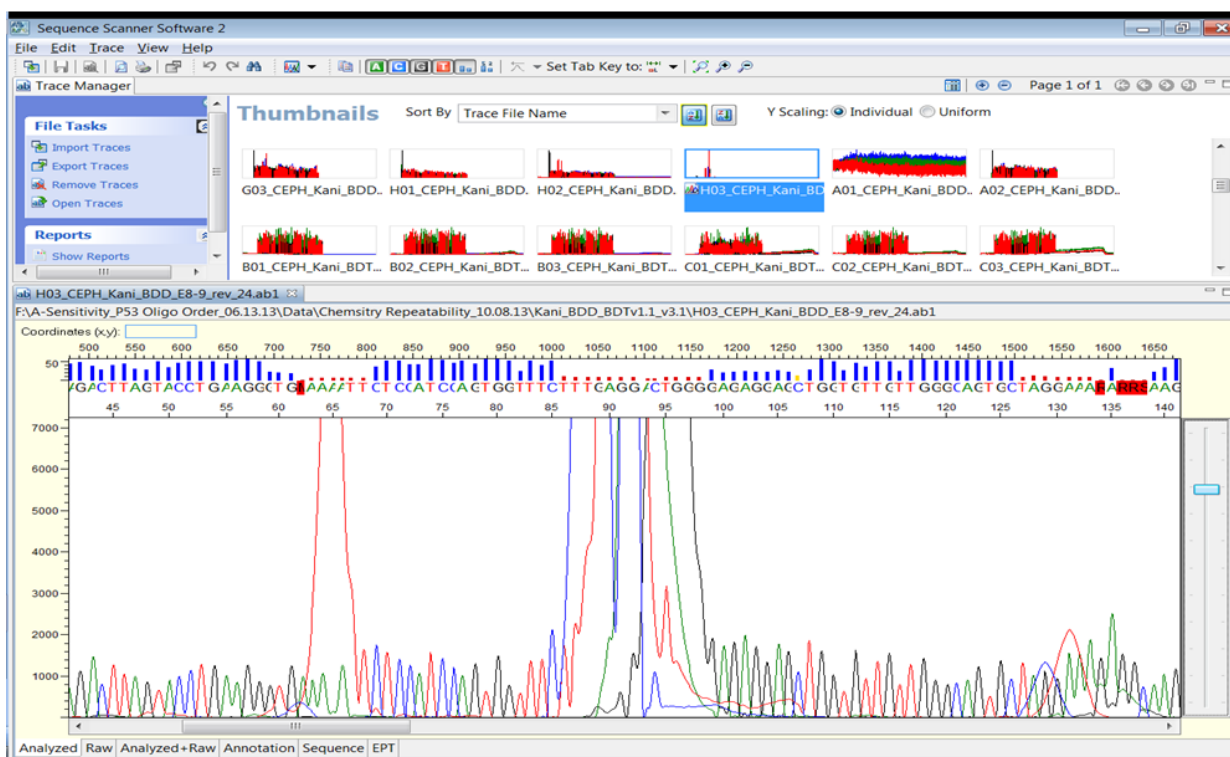 Sequence Scanner Software 2
File Edit Trace View Help
A C G T Set Tab Key to:
Trace Manager Page 1 of 1
File Tasks
Import Traces
Export Traces
Remove Traces
Open Traces
Reports
Show Reports
Thumbnails Sort By Trace File Name Y Scaling: Individual Uniform
G03_CEPH_Kani_BDD.. H01_CEPH_Kani_BDD.. H02_CEPH_Kani_BDD. H03_CEPH_Kani_BD A01_CEPH_Kani_BDD.. A02_CEPH_Kani_BDD..
B01_CEPH_Kani_BDT... B02_CEPH_Kani_BDT... B03_CEPH_Kani_BDT... C01_CEPH_Kani_BDT... C02_CEPH_Kani_BDT... C03_CEPH_Kani_BDT...
H03_CEPH_Kani_BDD_E8-9_rev_24.ab1
F:\A-Sensitivity_P53 Oligo Order_06.13.13\Data\Chemsitry Repeatability_10.08.13\Kani_BDD_BDTv1.1_v3.1\H03_CEPH_Kani_BDD_E8-9_rev_24.ab1
Coordinates (x,y):
500 550 600 650 700 750 800 850 900 950 1000 1050 1100 1150 1200 1250 1300 1350 1400 1450 1500 1550 1600 1650
50
45 50 55 60 65 70 75 80 85 90 95 100 105 110 115 120 125 130 135 140
7000
6000
5000
4000
3000
2000
1000
Analyzed Raw Analyzed+Raw Annotation Sequence EPT